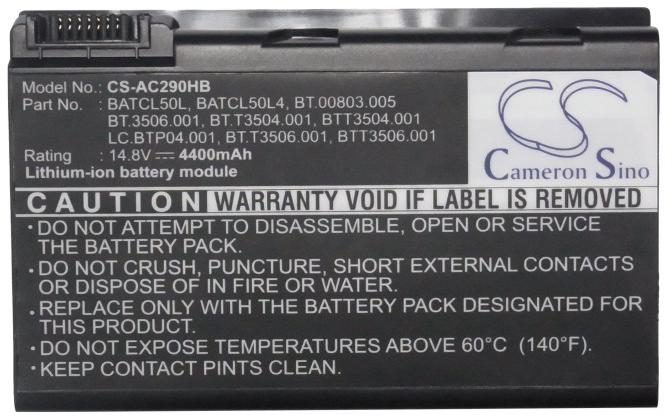 Model No.: CS-AC290HB
Part No. : BATCL50L, BATCL50L4, BT.00803.005
BT.3506.001, BT.T3504.001, BTT3504.001
LC.BTP04.001, BT.T3506.001, BTT3506.001
Rating : 14.8V⎓ 4400mAh
Lithium-ion battery module
CS
Cameron Sino
CAUTION WARRANTY VOID IF LABEL IS REMOVED
• DO NOT ATTEMPT TO DISASSEMBLE, OPEN OR SERVICE
THE BATTERY PACK.
• DO NOT CRUSH, PUNCTURE, SHORT EXTERNAL CONTACTS
OR DISPOSE OF IN FIRE OR WATER.
• REPLACE ONLY WITH THE BATTERY PACK DESIGNATED FOR
THIS PARTICULAR SYSTEM.
• DO NOT EXPOSE TEMPERATURES ABOVE 60°C (140°F).
• KEEP CONTACT PINTS CLEAN.